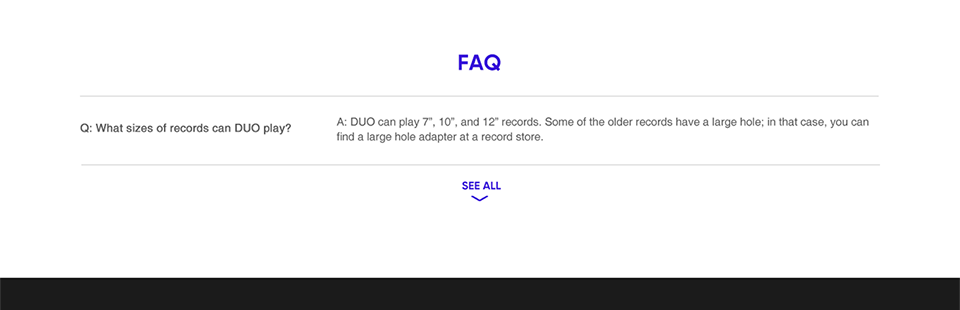 FAQ
Q: What sizes of records can DUO play?
A: DUO can play 7”, 10”, and 12” records. Some of the older records have a large hole; in that case, you can
find a large hole adapter at a record store.
SEE ALL